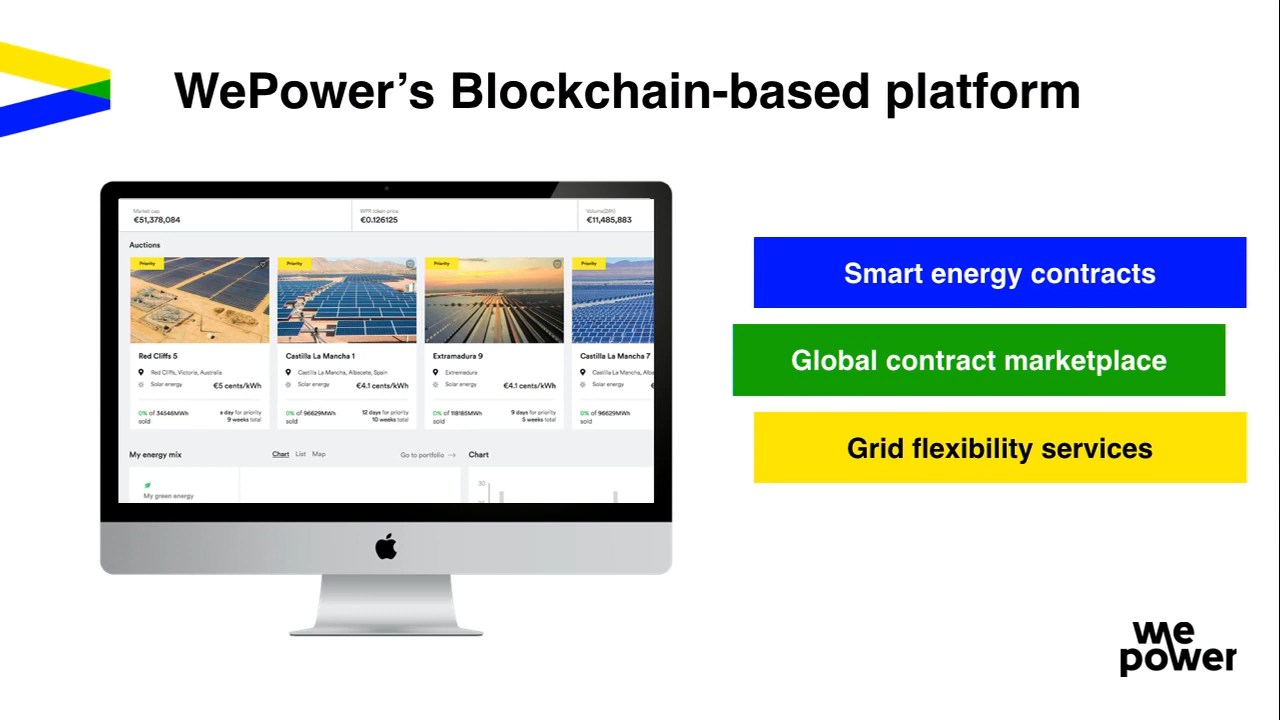 WePower’s Blockchain-based platform
Market cap
€51,378,084
WPR token price
€0.126125
Volume(24h)
€11,485,883
Auctions
Priority
Red Cliffs 5
Red Cliffs, Victoria, Australia
Solar energy
€5 cents/kWh
0% of 34546MWh
sold
a day for priority
9 weeks total
Priority
Castilla La Mancha 1
Castilla La Mancha, Albacete, Spain
Solar energy
€4.1 cents/kWh
0% of 96629MWh
sold
12 days for priority
10 weeks total
Priority
Extremadura 9
Extremadura
Solar energy
€4.1 cents/kWh
0% of 118185MWh
sold
9 days for priority
5 weeks total
Priority
Castilla La Mancha 7
Castilla La Mancha, Alba
Solar energy
€
0% of 96629MWh
sold
My energy mix
Chart List Map
Go to portfolio →
Chart
My green energy
30
Smart energy contracts
Global contract marketplace
Grid flexibility services
we
power